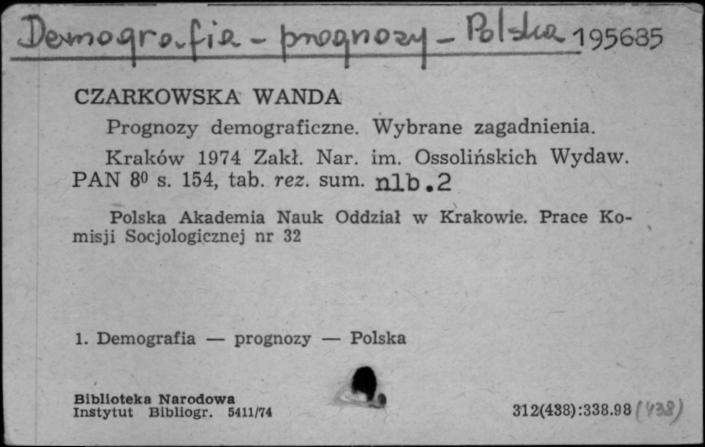 Demografia – prognozy – Polska 195685
CZARKOWSKA WANDA
Prognozy demograficzne. Wybrane zagadnienia.
Kraków 1974 Zakł. Nar. im. Ossolińskich Wydaw.
PAN 8⁰ s. 154, tab. rez. sum. nlb.2
Polska Akademia Nauk Oddział w Krakowie. Prace Ko-
misji Socjologicznej nr 32
1. Demografia — prognozy — Polska
Biblioteka Narodowa
Instytut Bibliogr. 5411/74
312(438):338.98 (438)